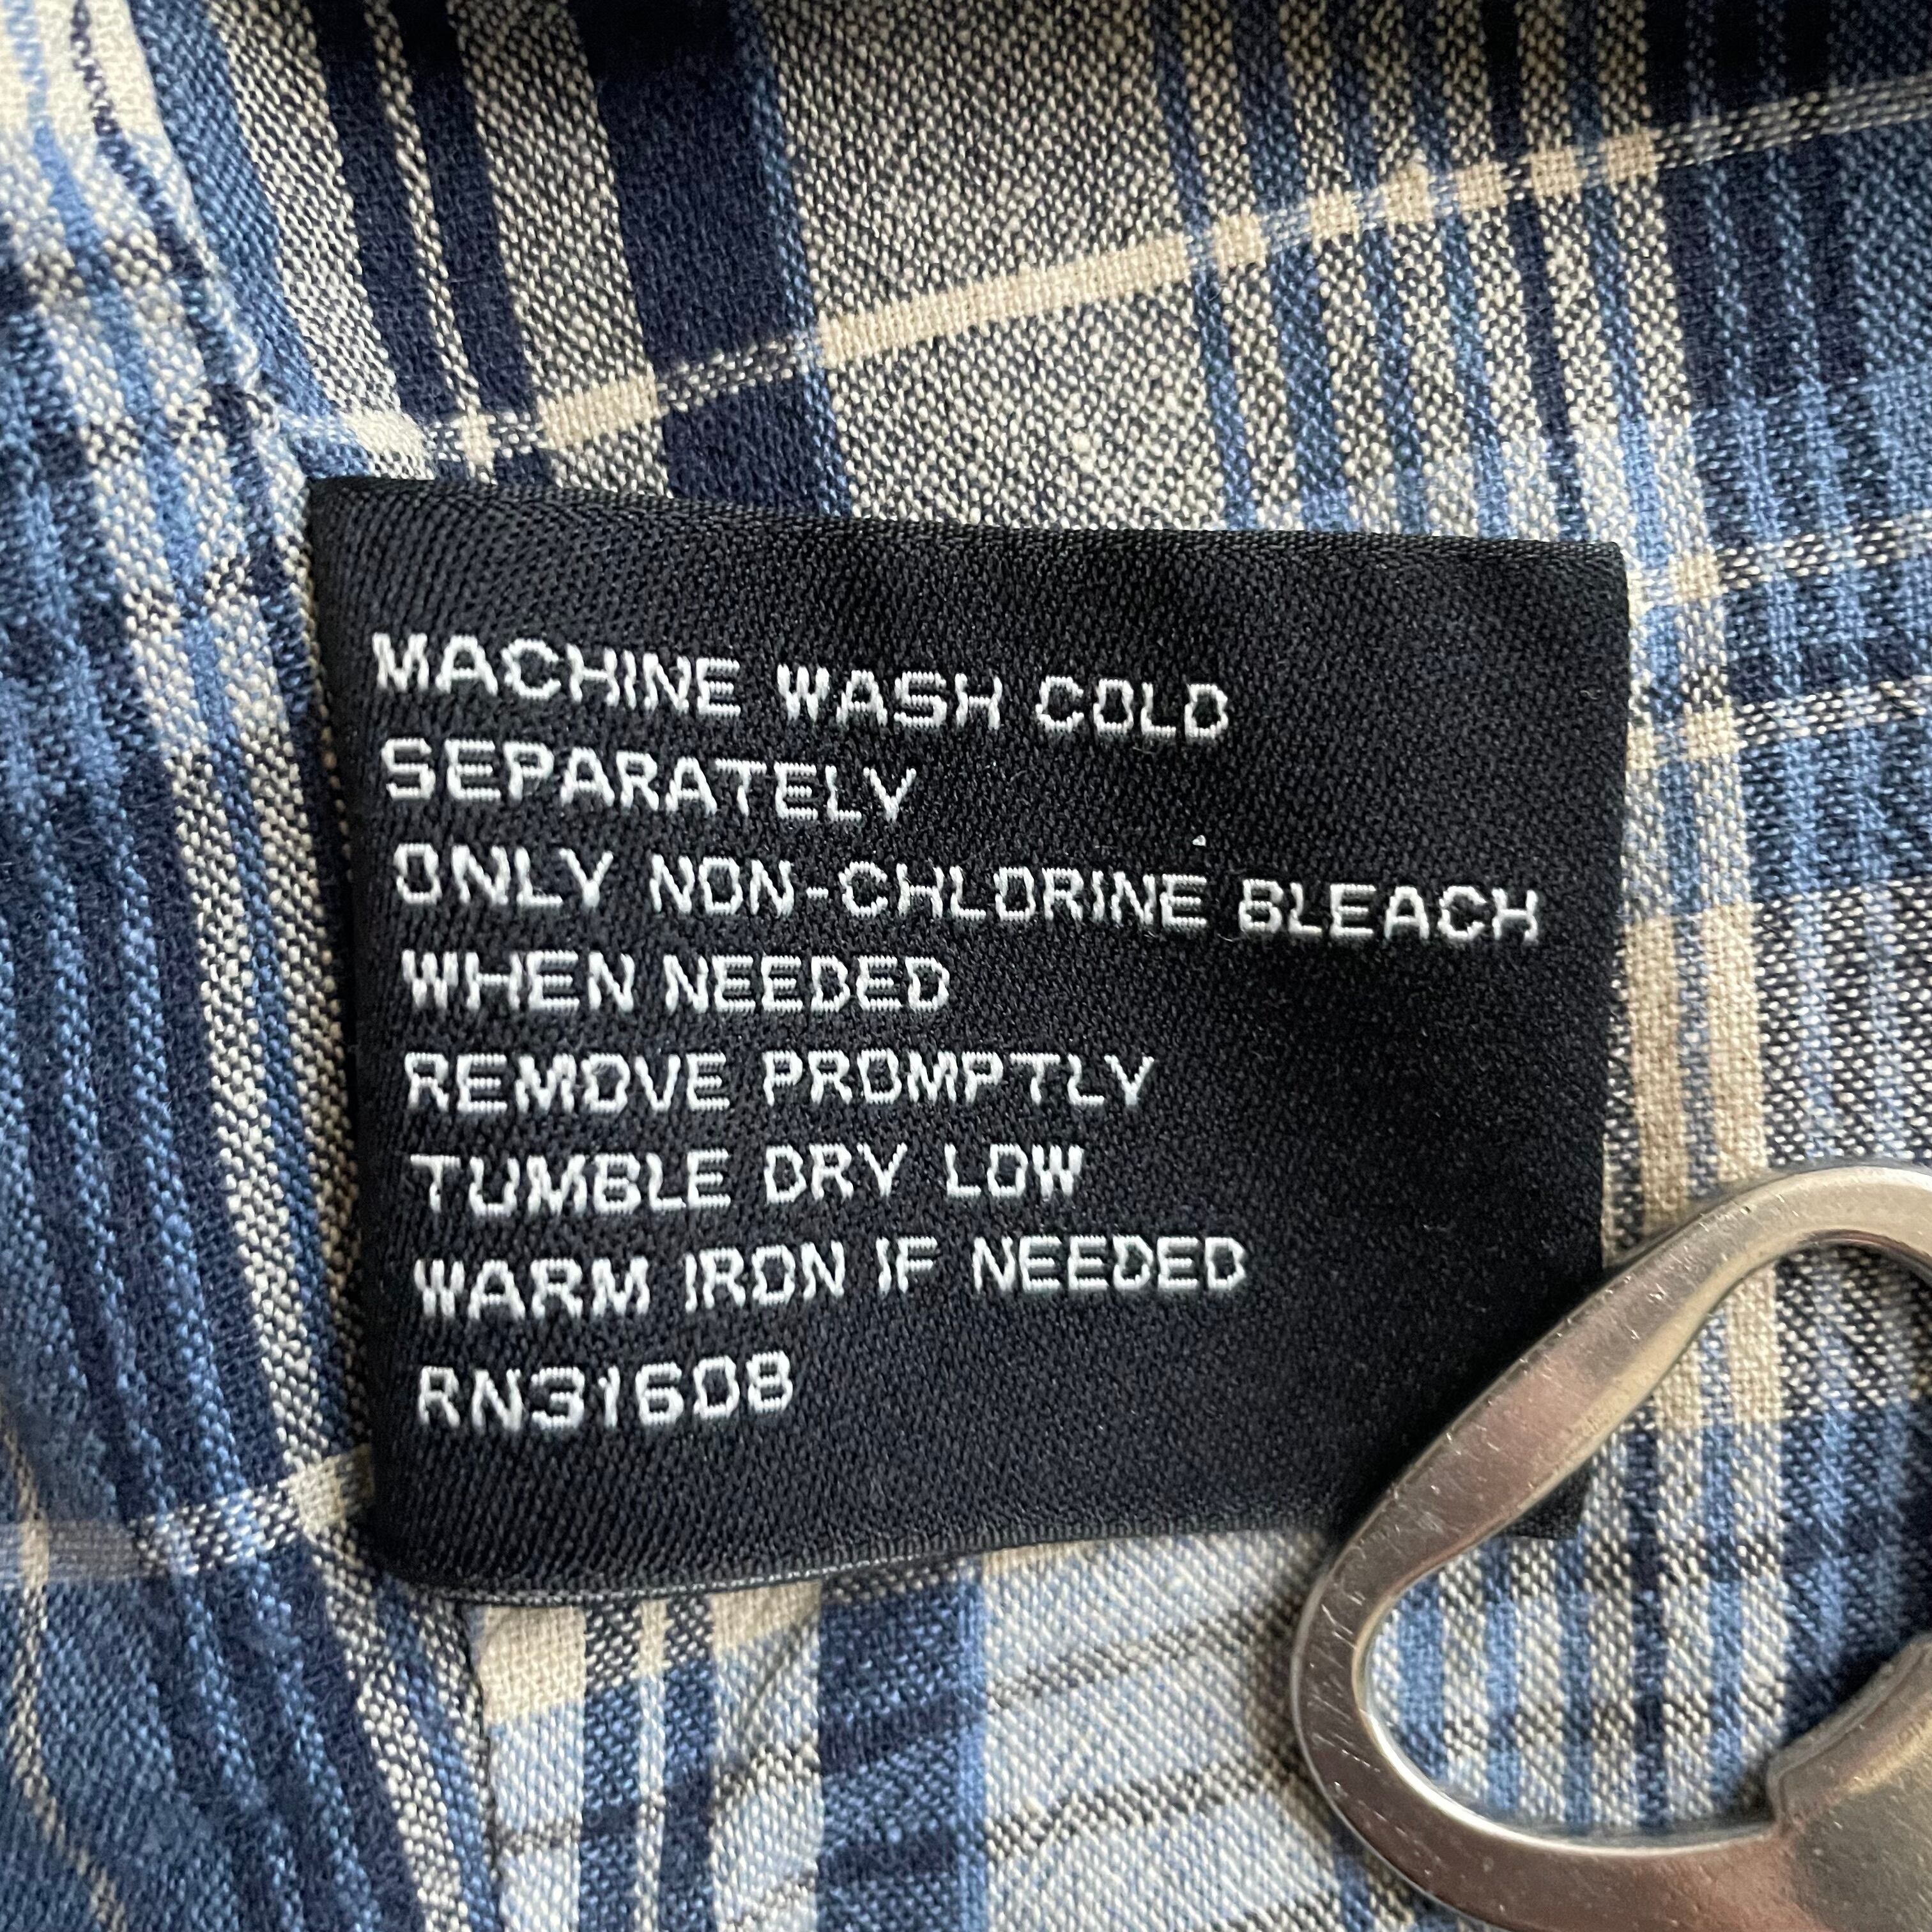 MACHINE WASH COLD
SEPARATELY
ONLY NON-CHLORINE BLEACH
WHEN NEEDED
REMOVE PROMPTLY
TUMBLE DRY LOW
WARM IRON IF NEEDED
RN31608